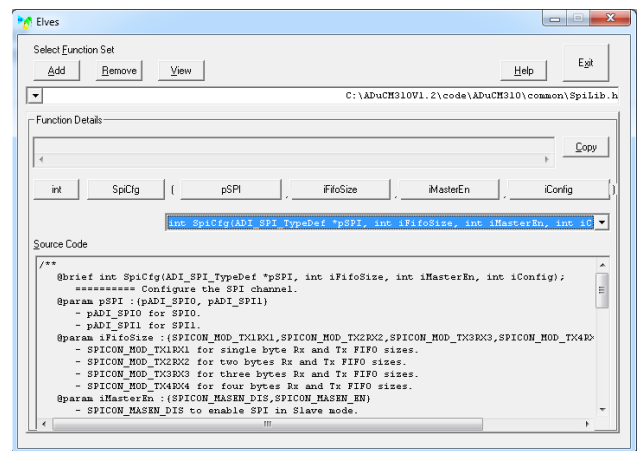 Elves
Select Function Set
Add Remove View Help Exit
C:\ADuCM310V1.2\code\ADuCM310\common\SpiLib.h
Function Details
Copy
int SpiCfg ( pSPI , iFifoSize , iMasterEn , iConfig )
int SpiCfg(ADI_SPI_TypeDef *pSPI, int iFifoSize, int iMasterEn, int iC
Source Code
/**
@brief int SpiCfg(ADI_SPI_TypeDef *pSPI, int iFifoSize, int iMasterEn, int iConfig);
========== Configure the SPI channel.
@param pSPI :{pADI_SPI0, pADI_SPI1}
- pADI_SPI0 for SPI0.
- pADI_SPI1 for SPI1.
@param iFifoSize :{SPICON_MOD_TX1RX1,SPICON_MOD_TX2RX2,SPICON_MOD_TX3RX3,SPICON_MOD_TX4RX
- SPICON_MOD_TX1RX1 for single byte Rx and Tx FIFO sizes.
- SPICON_MOD_TX2RX2 for two bytes Rx and Tx FIFO sizes.
- SPICON_MOD_TX3RX3 for three bytes Rx and Tx FIFO sizes.
- SPICON_MOD_TX4RX4 for four bytes Rx and Tx FIFO sizes.
@param iMasterEn :{SPICON_MASEN_DIS,SPICON_MASEN_EN}
- SPICON_MASEN_DIS to enable SPI in Slave mode.